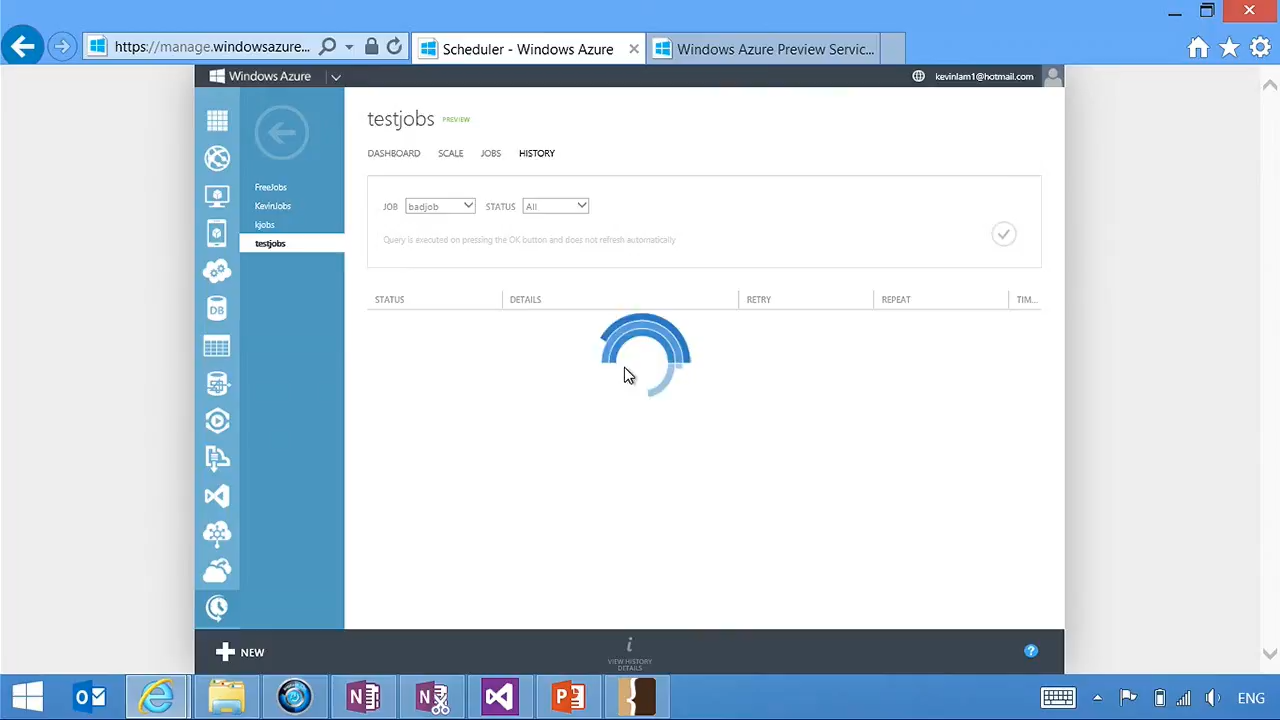 https://manage.windowsazure...
Scheduler - Windows Azure
Windows Azure Preview Servic...
Windows Azure
kevinlam1@hotmail.com
testjobs PREVIEW
DASHBOARD SCALE JOBS HISTORY
FreeJobs
KevinJobs
kjobs
testjobs
JOB badjob STATUS All
Query is executed on pressing the OK button and does not refresh automatically
STATUS DETAILS RETRY REPEAT TIM...
DB
NEW
i
VIEW HISTORY
DETAILS
?
ENG